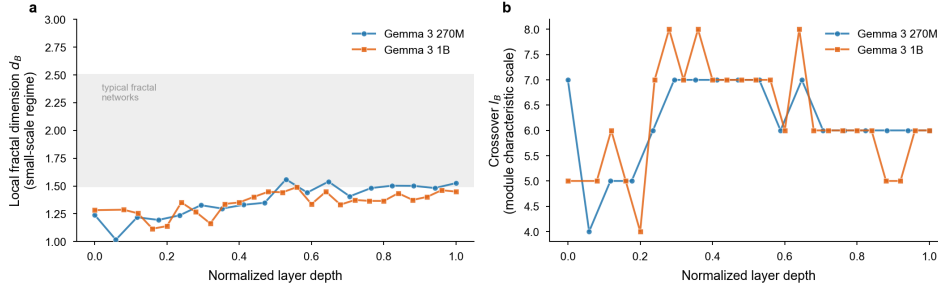 a
Local fractal dimension d_B
(small-scale regime)
3.00
2.75
2.50
2.25
2.00
1.75
1.50
1.25
1.00
typical fractal
networks
Gemma 3 270M
Gemma 3 1B
0.0 0.2 0.4 0.6 0.8 1.0
Normalized layer depth
b
Crossover l_B
(module characteristic scale)
8.0
7.5
7.0
6.5
6.0
5.5
5.0
4.5
4.0
Gemma 3 270M
Gemma 3 1B
0.0 0.2 0.4 0.6 0.8 1.0
Normalized layer depth